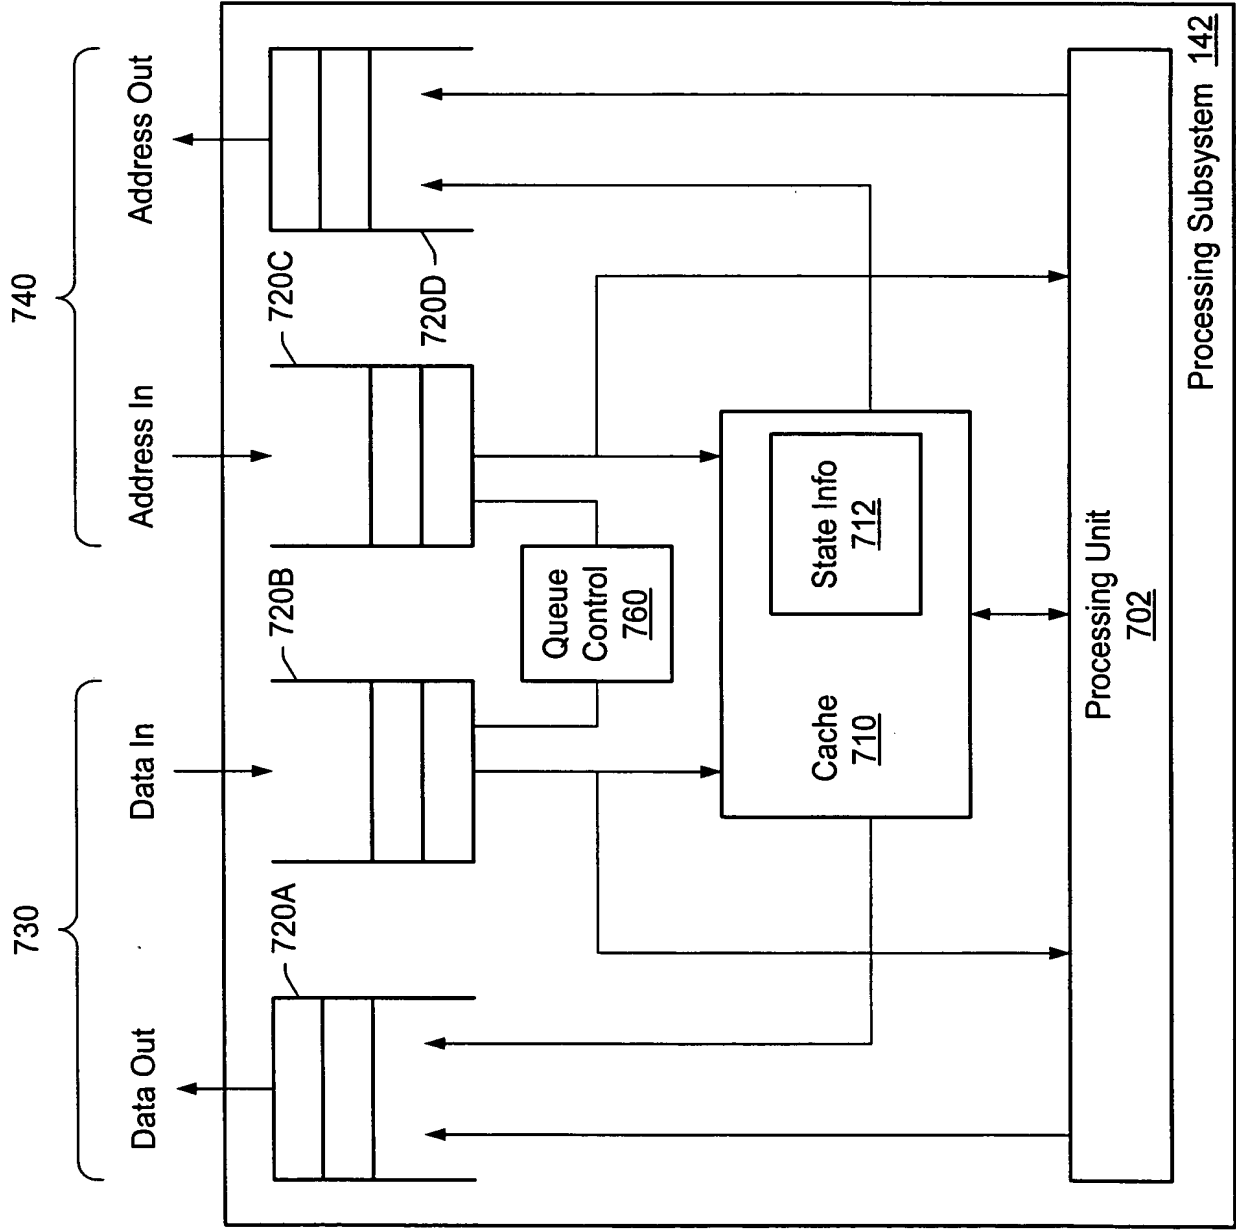 730
740
Data Out
Data In
Address In
Address Out
720A
720B
720C
720D
Queue
Control
760
Cache
710
State Info
712
Processing Unit
702
Processing Subsystem 142